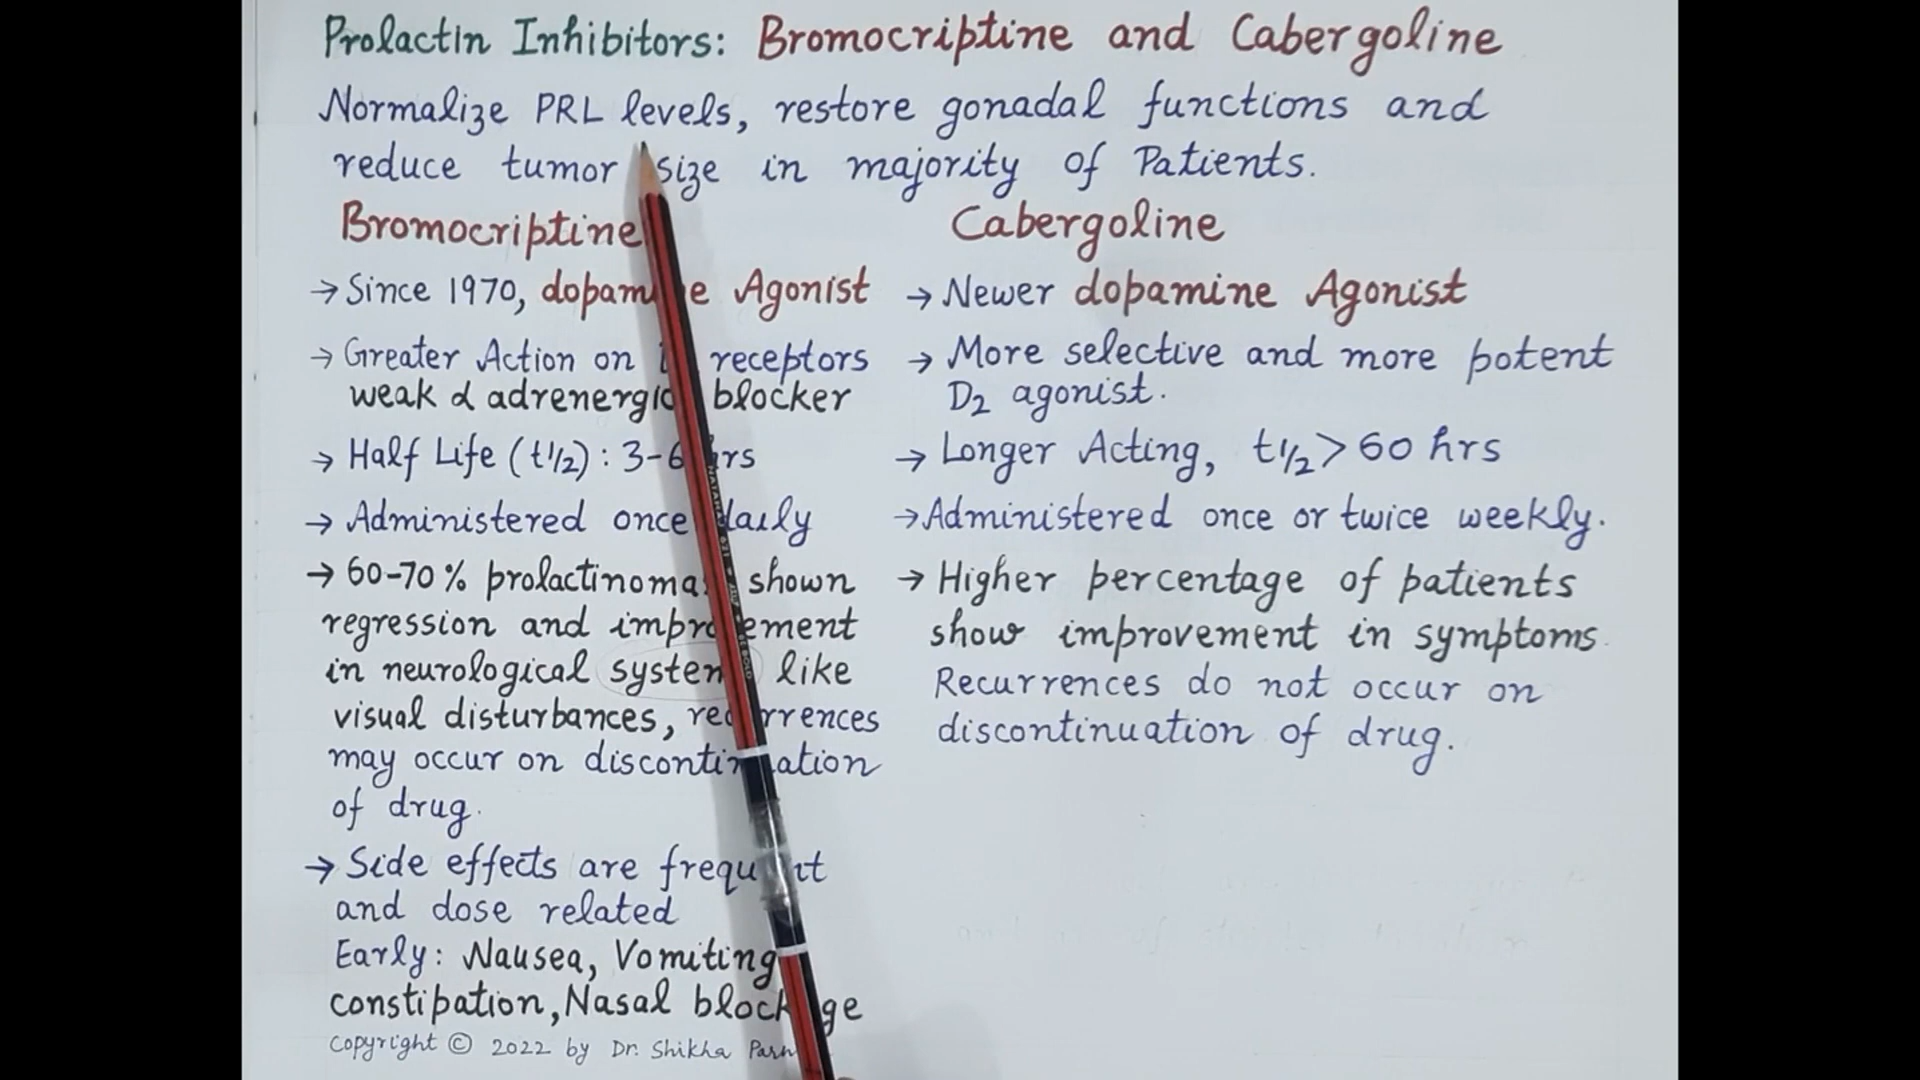 Prolactin Inhibitors: Bromocriptine and Cabergoline
Normalize PRL levels, restore gonadal functions and
reduce tumor size in majority of Patients.
Bromocriptine
→ Since 1970, Agonist
→ Greater Action on receptors
weak α adrenergic blocker
→ Half Life (t1/2) : 3-6 hrs
→ Administered once daily
→ 60-70% prolactinoma shown
regression and improvement
in neurological system like
visual disturbances, recurrences
may occur on discontinuation
of drug.
→ Side effects are frequent
and dose related
Early: Nausea, Vomiting
constipation, Nasal blockage
Copyright © 2022 by Dr. Shikha
Cabergoline
→ Newer dopamine Agonist
→ More selective and more potent
D2 agonist.
→ Longer Acting, t1/2 > 60 hrs
→ Administered once or twice weekly.
→ Higher percentage of patients
show improvement in symptoms
Recurrences do not occur on
discontinuation of drug.